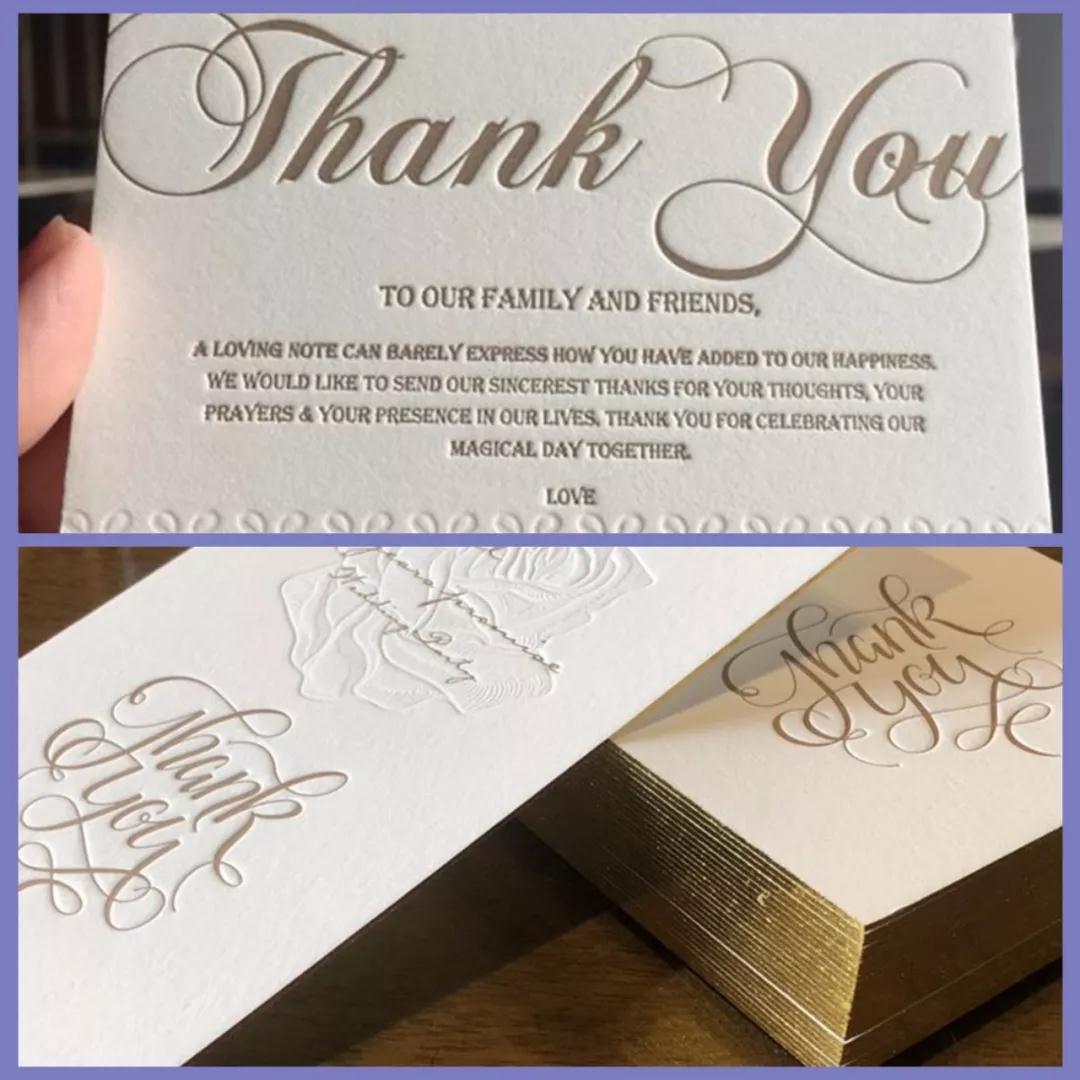 Thank You
TO OUR FAMILY AND FRIENDS,
A LOVING NOTE CAN BARELY EXPRESS HOW YOU HAVE ADDED TO OUR HAPPINESS.
WE WOULD LIKE TO SEND OUR SINCEREST THANKS FOR YOUR THOUGHTS, YOUR
PRAYERS & YOUR PRESENCE IN OUR LIVES. THANK YOU FOR CELEBRATING OUR
MAGICAL DAY TOGETHER.
LOVE
Wedding Party
Thank
You
Thank
You